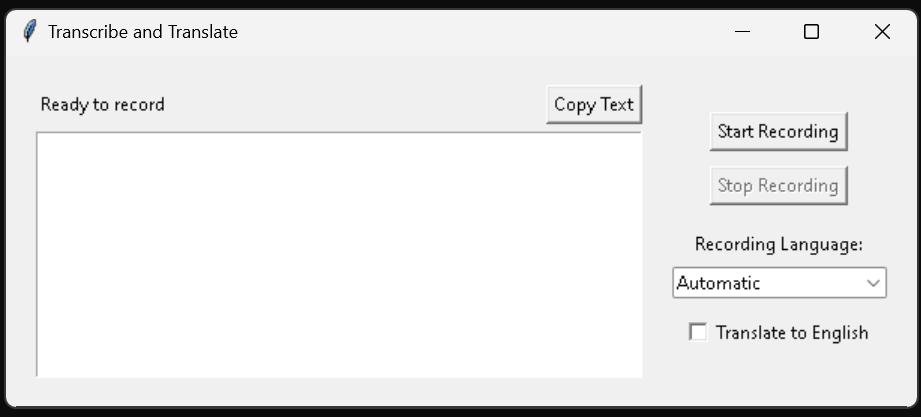 Transcribe and Translate
Ready to record
Copy Text
Start Recording
Stop Recording
Recording Language:
Automatic
Translate to English